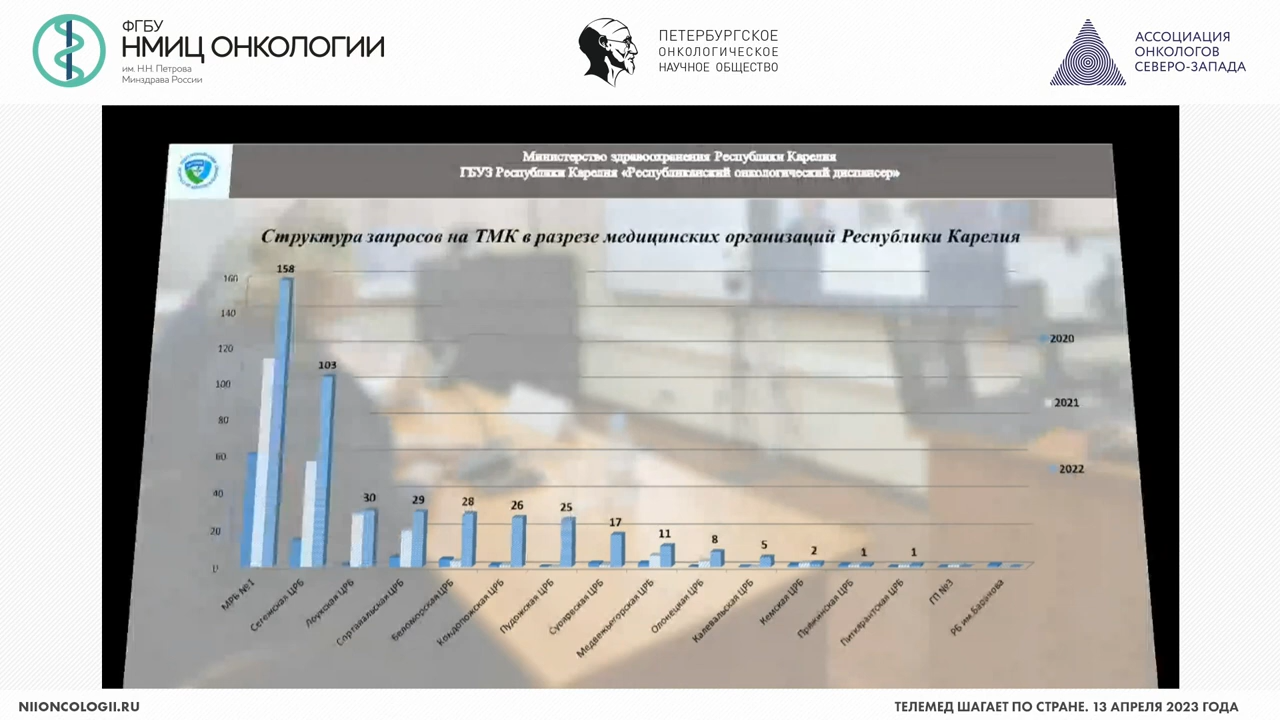 ФГБУ
НМИЦ ОНКОЛОГИИ
им. Н.Н. Петрова
Минздрава России
ПЕТЕРБУРГСКОЕ
ОНКОЛОГИЧЕСКОЕ
НАУЧНОЕ ОБЩЕСТВО
АССОЦИАЦИЯ
ОНКОЛОГОВ
СЕВЕРО-ЗАПАДА
Министерство здравоохранения Республики Карелия
ГБУЗ Республики Карелия «Республиканский онкологический диспансер»
Структура запросов на ТМК в разрезе медицинских организаций Республики Карелия
160
140
120
100
80
60
40
20
158
103
30
29
28
26
25
17
11
8
5
2
1
1
2020
2021
2022
МРБ №1
Сегежская ЦРБ
Лоухская ЦРБ
Сортавальская ЦРБ
Беломорская ЦРБ
Кондопожская ЦРБ
Пудожская ЦРБ
Суоярвская ЦРБ
Медвежьегорская ЦРБ
Олонецкая ЦРБ
Калевальская ЦРБ
Кемская ЦРБ
Пряжинская ЦРБ
Питкярантская ЦРБ
ГП №3
РБ им.Баранова
NIIONCOLOGII.RU
ТЕЛЕМЕД ШАГАЕТ ПО СТРАНЕ. 13 АПРЕЛЯ 2023 ГОДА